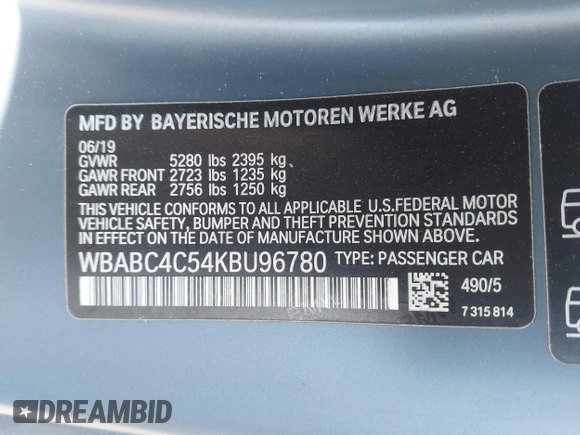 MFD BY BAYERISCHE MOTOREN WERKE AG
06/19
GVWR 5280 lbs 2395 kg
GAWR FRONT 2723 lbs 1235 kg
GAWR REAR 2756 lbs 1250 kg
THIS VEHICLE CONFORMS TO ALL APPLICABLE U.S.FEDERAL MOTOR
VEHICLE SAFETY, BUMPER AND THEFT PREVENTION STANDARDS
IN EFFECT ON THE DATE OF MANUFACTURE SHOWN ABOVE.
WBABC4C54KBU96780 TYPE: PASSENGER CAR
490/5
7 315 814
DREAMBID